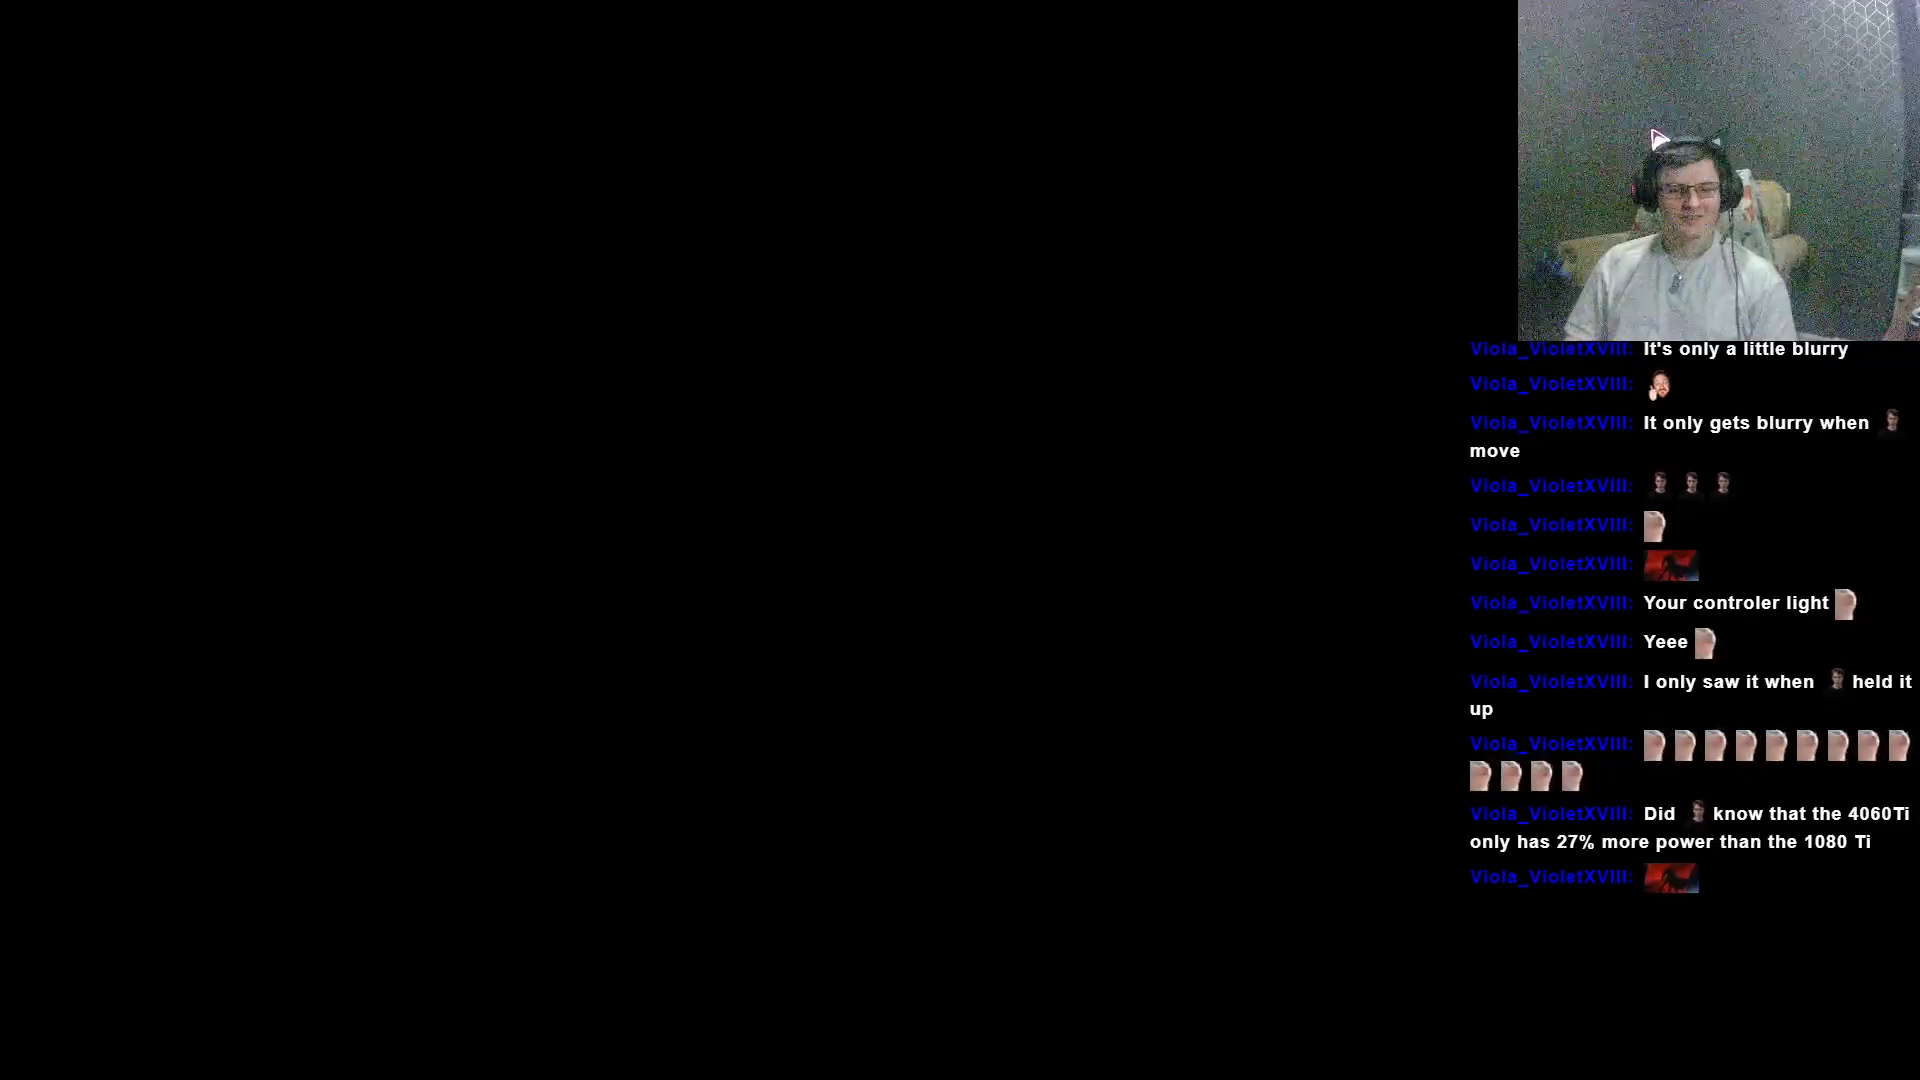 Viola_VioletXVIII: It's only a little blurry
Viola_VioletXVIII:
Viola_VioletXVIII: It only gets blurry when
move
Viola_VioletXVIII:
Viola_VioletXVIII:
Viola_VioletXVIII:
Viola_VioletXVIII: Your controler light
Viola_VioletXVIII: Yeee
Viola_VioletXVIII: I only saw it when held it
up
Viola_VioletXVIII:
Viola_VioletXVIII: Did know that the 4060Ti
only has 27% more power than the 1080 Ti
Viola_VioletXVIII: